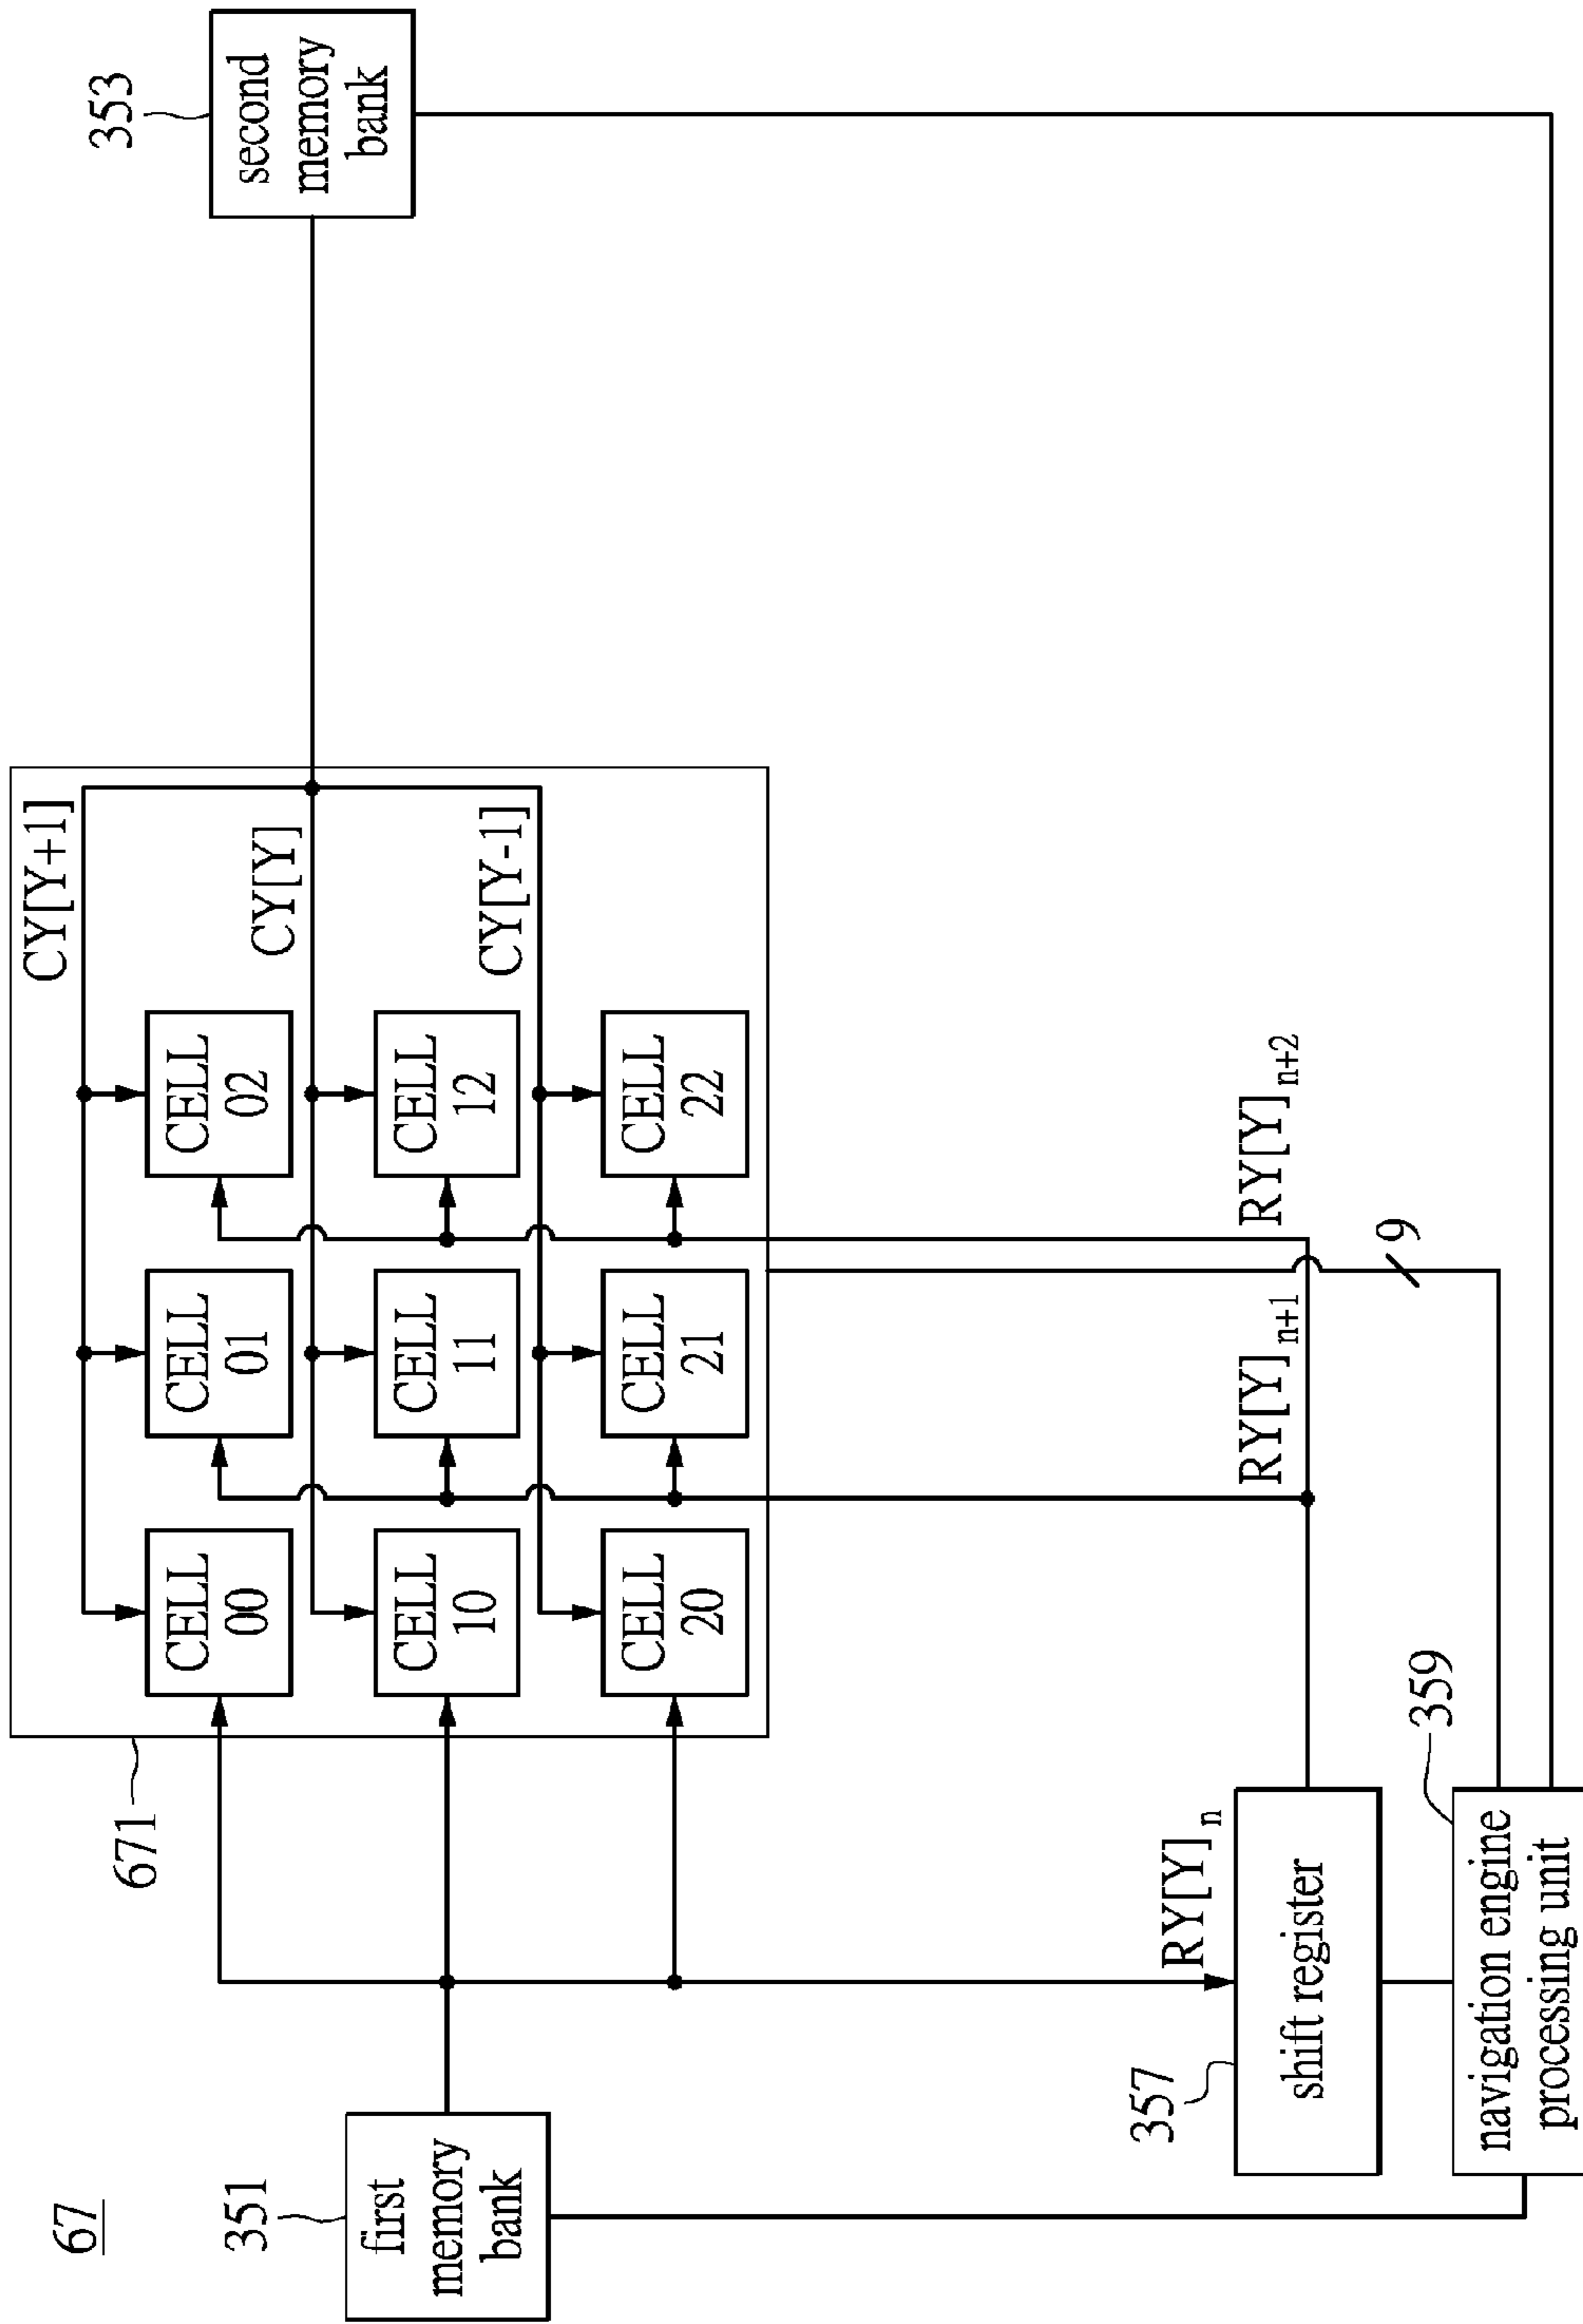 67
351
first
memory
bank
671
CY[Y+1]
CY[Y]
CY[Y-1]
CELL
00
CELL
01
CELL
02
CELL
10
CELL
11
CELL
12
CELL
20
CELL
21
CELL
22
353
second
memory
bank
RY[Y]n
RY[Y]n+1
RY[Y]n+2
9
357
shift register
359
navigation engine
processing unit